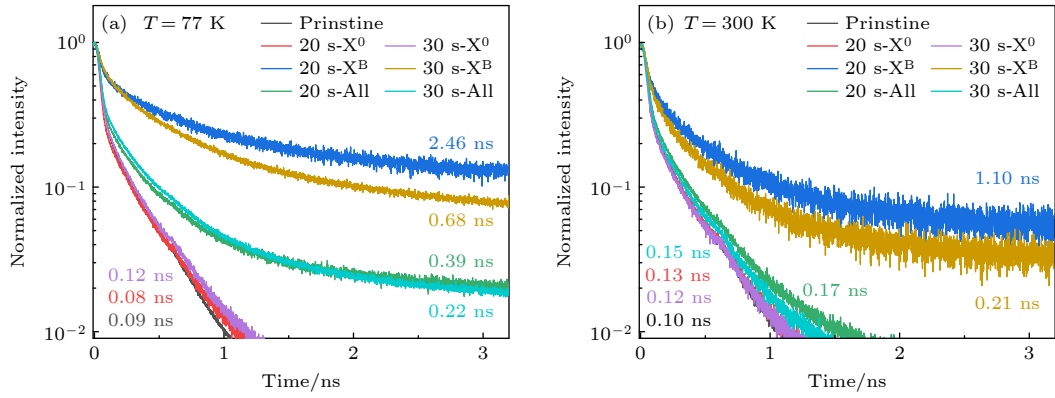 (a) T = 77 K
Prinstine
20 s-X⁰ 30 s-X⁰
20 s-Xᴮ 30 s-Xᴮ
20 s-All 30 s-All
10⁰
10⁻¹
10⁻²
Normalized intensity
2.46 ns
0.68 ns
0.39 ns
0.22 ns
0.12 ns
0.08 ns
0.09 ns
0 1 2 3
Time/ns
(b) T = 300 K
Prinstine
20 s-X⁰ 30 s-X⁰
20 s-Xᴮ 30 s-Xᴮ
20 s-All 30 s-All
10⁰
10⁻¹
10⁻²
Normalized intensity
1.10 ns
0.21 ns
0.17 ns
0.15 ns
0.13 ns
0.12 ns
0.10 ns
0 1 2 3
Time/ns